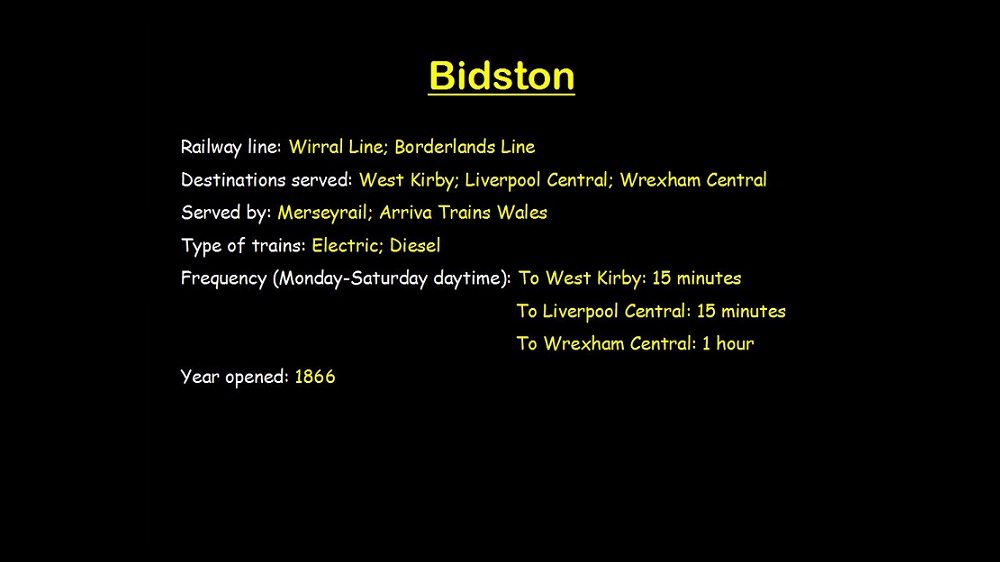 Bidston
Railway line: Wirral Line; Borderlands Line
Destinations served: West Kirby; Liverpool Central; Wrexham Central
Served by: Merseyrail; Arriva Trains Wales
Type of trains: Electric; Diesel
Frequency (Monday-Saturday daytime): To West Kirby: 15 minutes
To Liverpool Central: 15 minutes
To Wrexham Central: 1 hour
Year opened: 1866